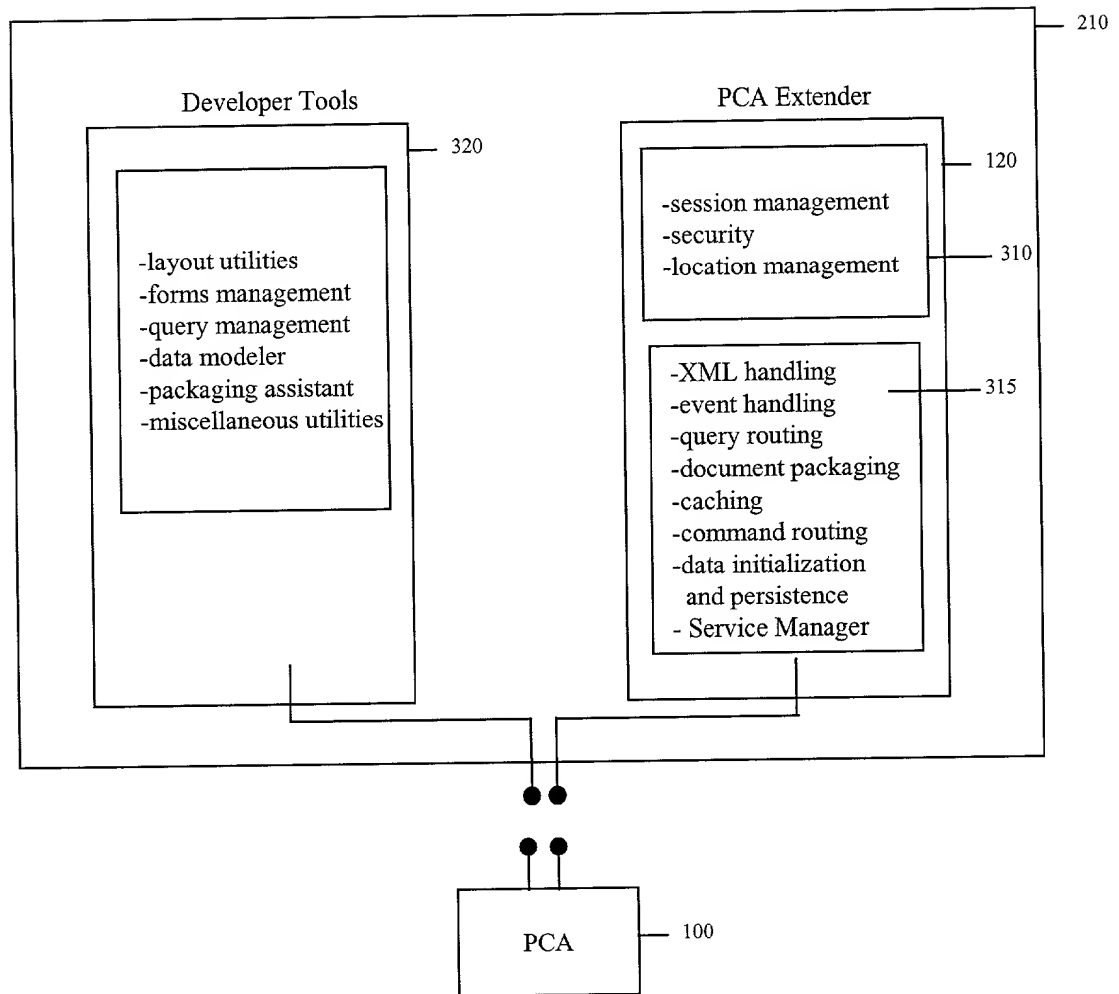 210
Developer Tools
320
-layout utilities
-forms management
-query management
-data modeler
-packaging assistant
-miscellaneous utilities
PCA Extender
120
-session management
-security
-location management
310
-XML handling
-event handling
-query routing
-document packaging
-caching
-command routing
-data initialization
and persistence
- Service Manager
315
PCA
100